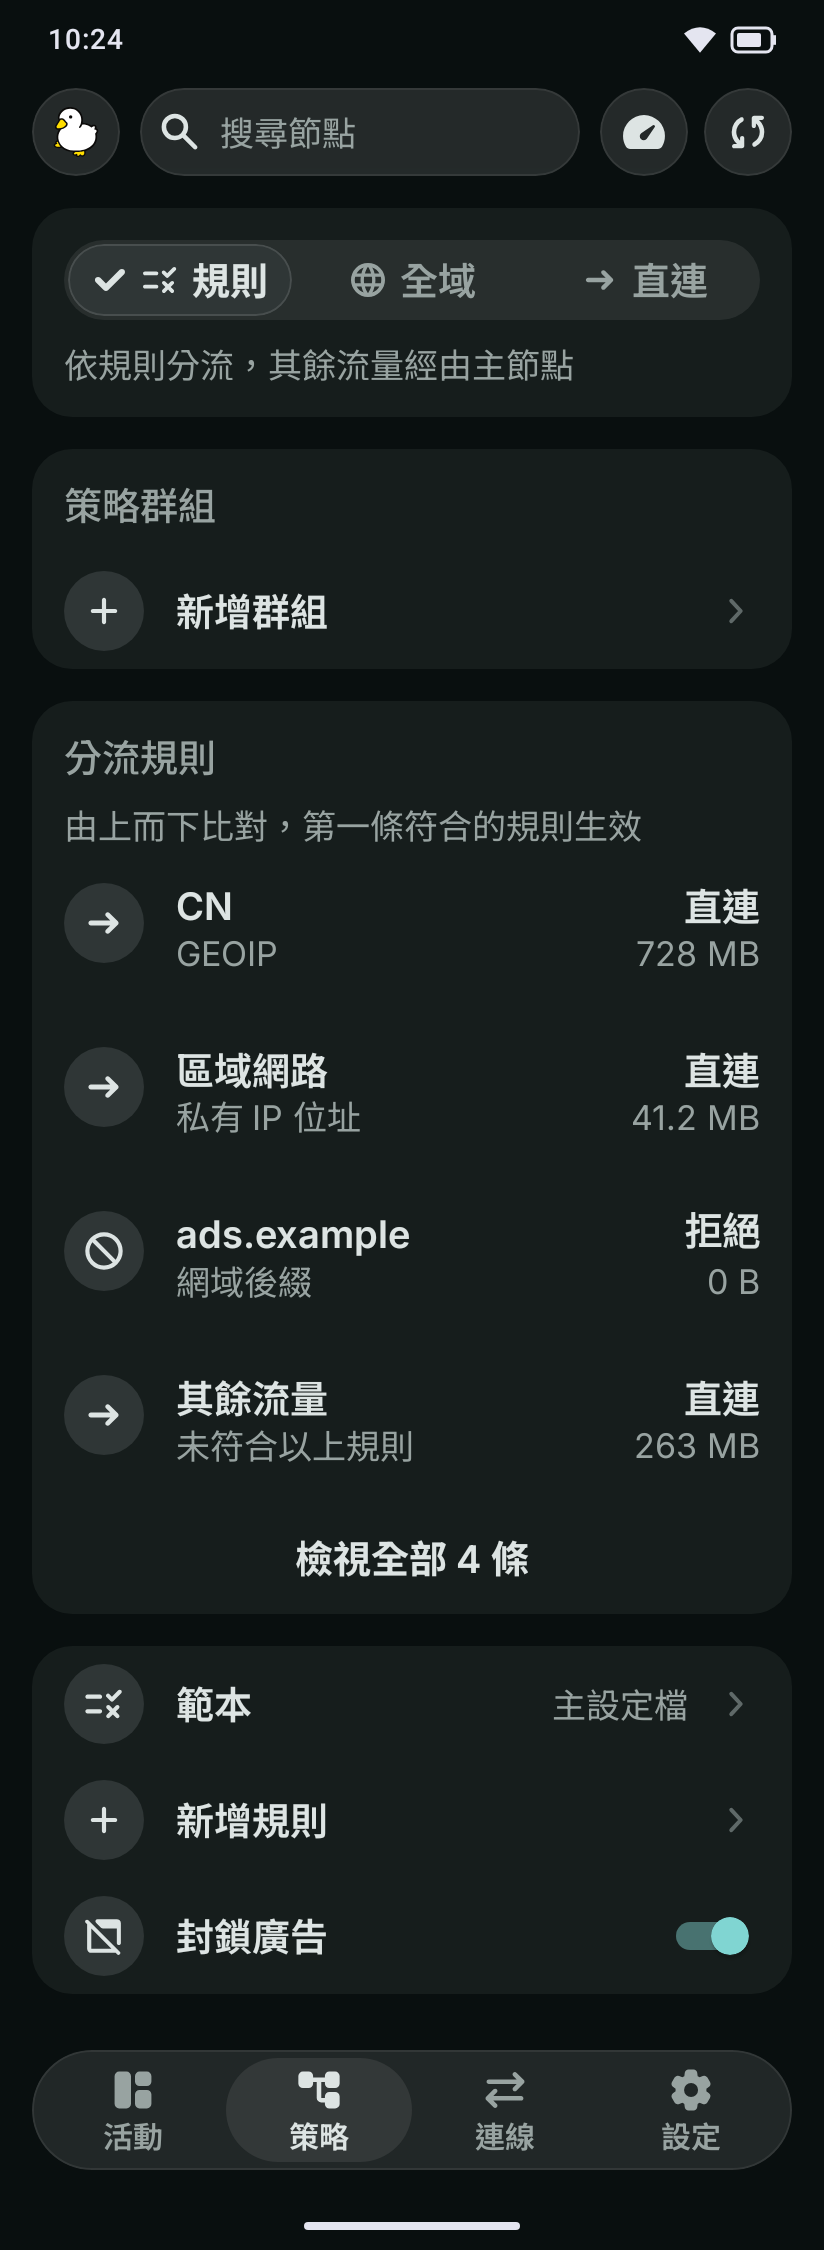 10:24
搜尋節點
規則
全域
直連
依規則分流，其餘流量經由主節點
策略群組
新增群組
分流規則
由上而下比對，第一條符合的規則生效
CN
直連
GEOIP
728 MB
區域網路
直連
私有 IP 位址
41.2 MB
ads.example
拒絕
網域後綴
0 B
其餘流量
直連
未符合以上規則
263 MB
檢視全部 4 條
範本
主設定檔
新增規則
封鎖廣告
活動
策略
連線
設定